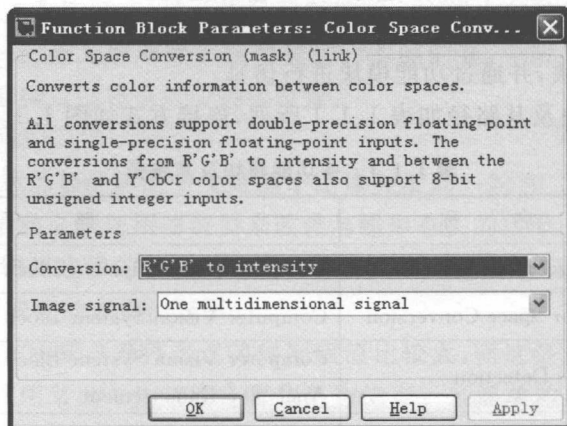 Function Block Parameters: Color Space Conv...
Color Space Conversion (mask) (link)
Converts color information between color spaces.
All conversions support double-precision floating-point
and single-precision floating-point inputs. The
conversions from R'G'B' to intensity and between the
R'G'B' and Y'CbCr color spaces also support 8-bit
unsigned integer inputs.
Parameters
Conversion: R'G'B' to intensity
Image signal: One multidimensional signal
OK Cancel Help Apply